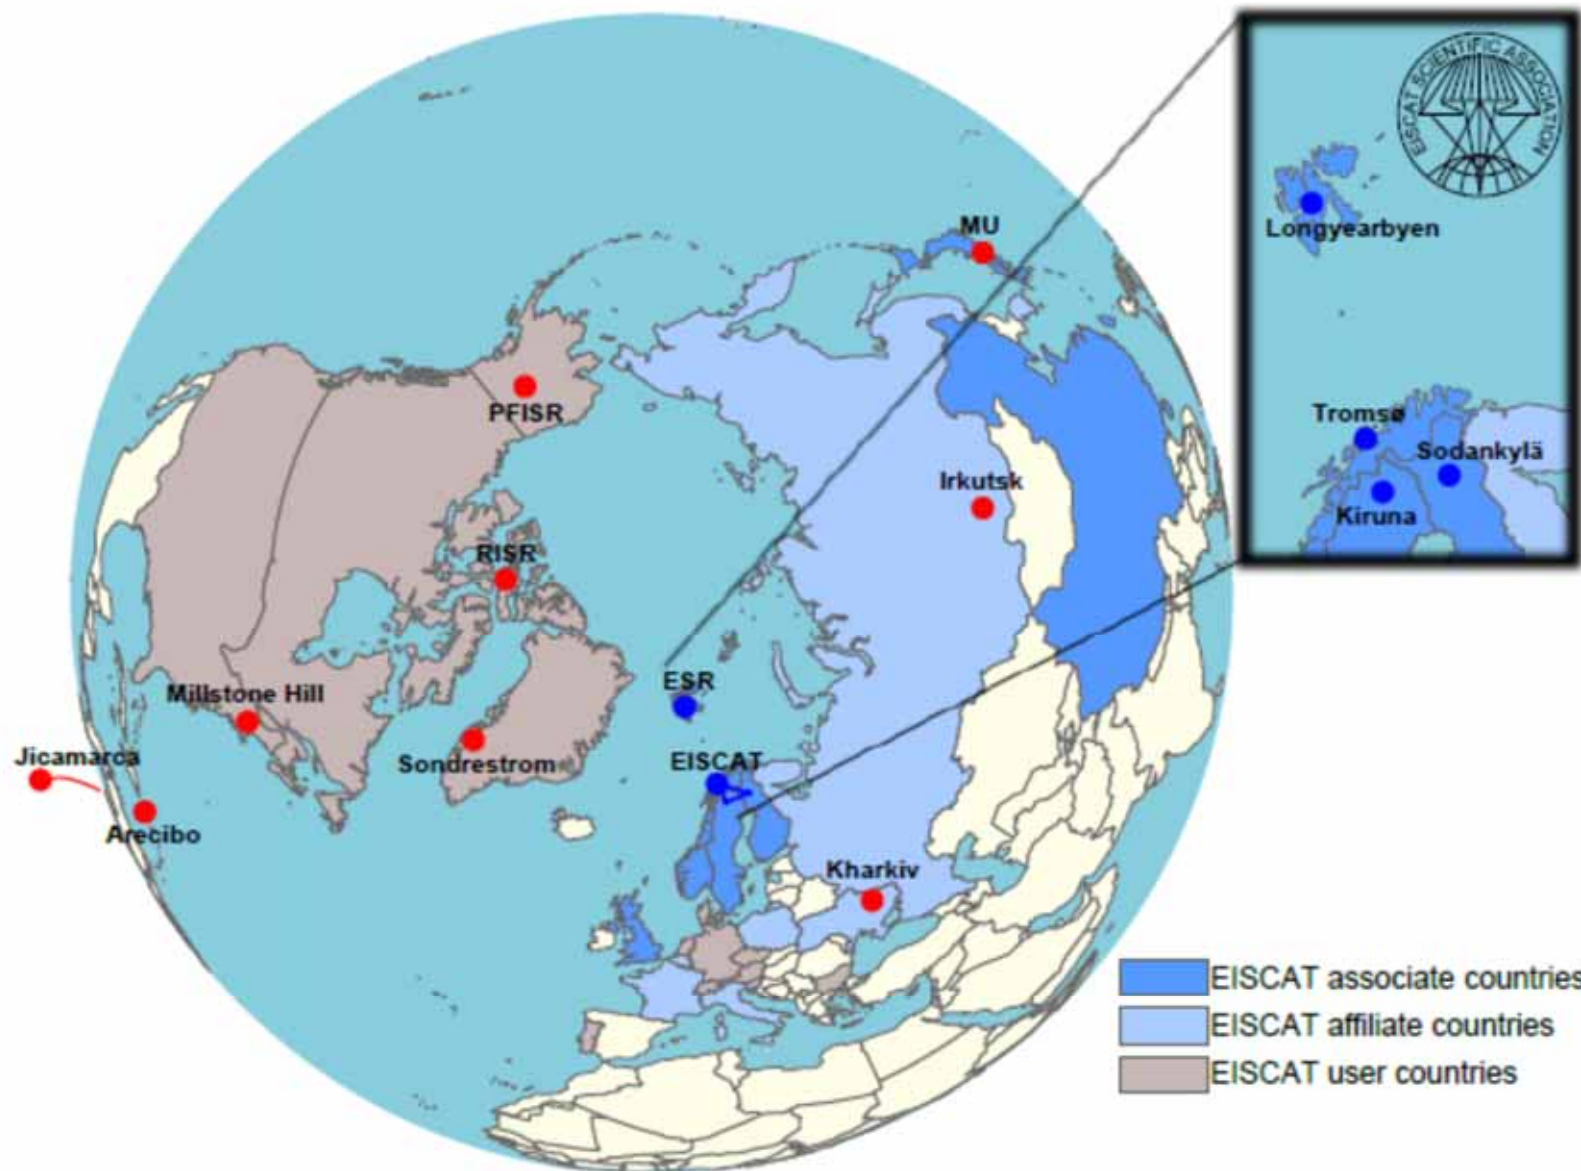 EISCAT SCIENTIFIC ASSOCIATION
Longyearbyen
Tromsø
Sodankylä
Kiruna
MU
PFISR
Irkutsk
RISR
Millstone Hill
ESR
Jicamarca
Sondrestrom
EISCAT
Arecibo
Kharkiv
EISCAT associate countries
EISCAT affiliate countries
EISCAT user countries